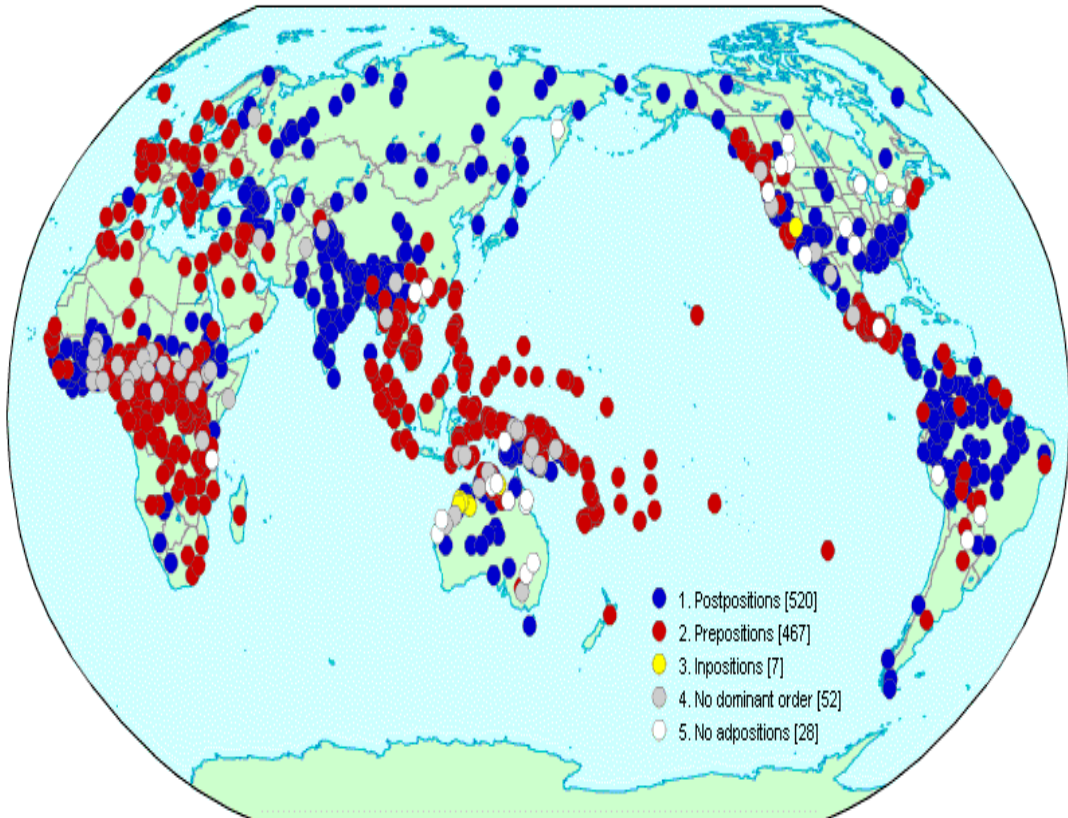 1. Postpositions [520]
2. Prepositions [467]
3. Inpositions [7]
4. No dominant order [52]
5. No adpositions [28]